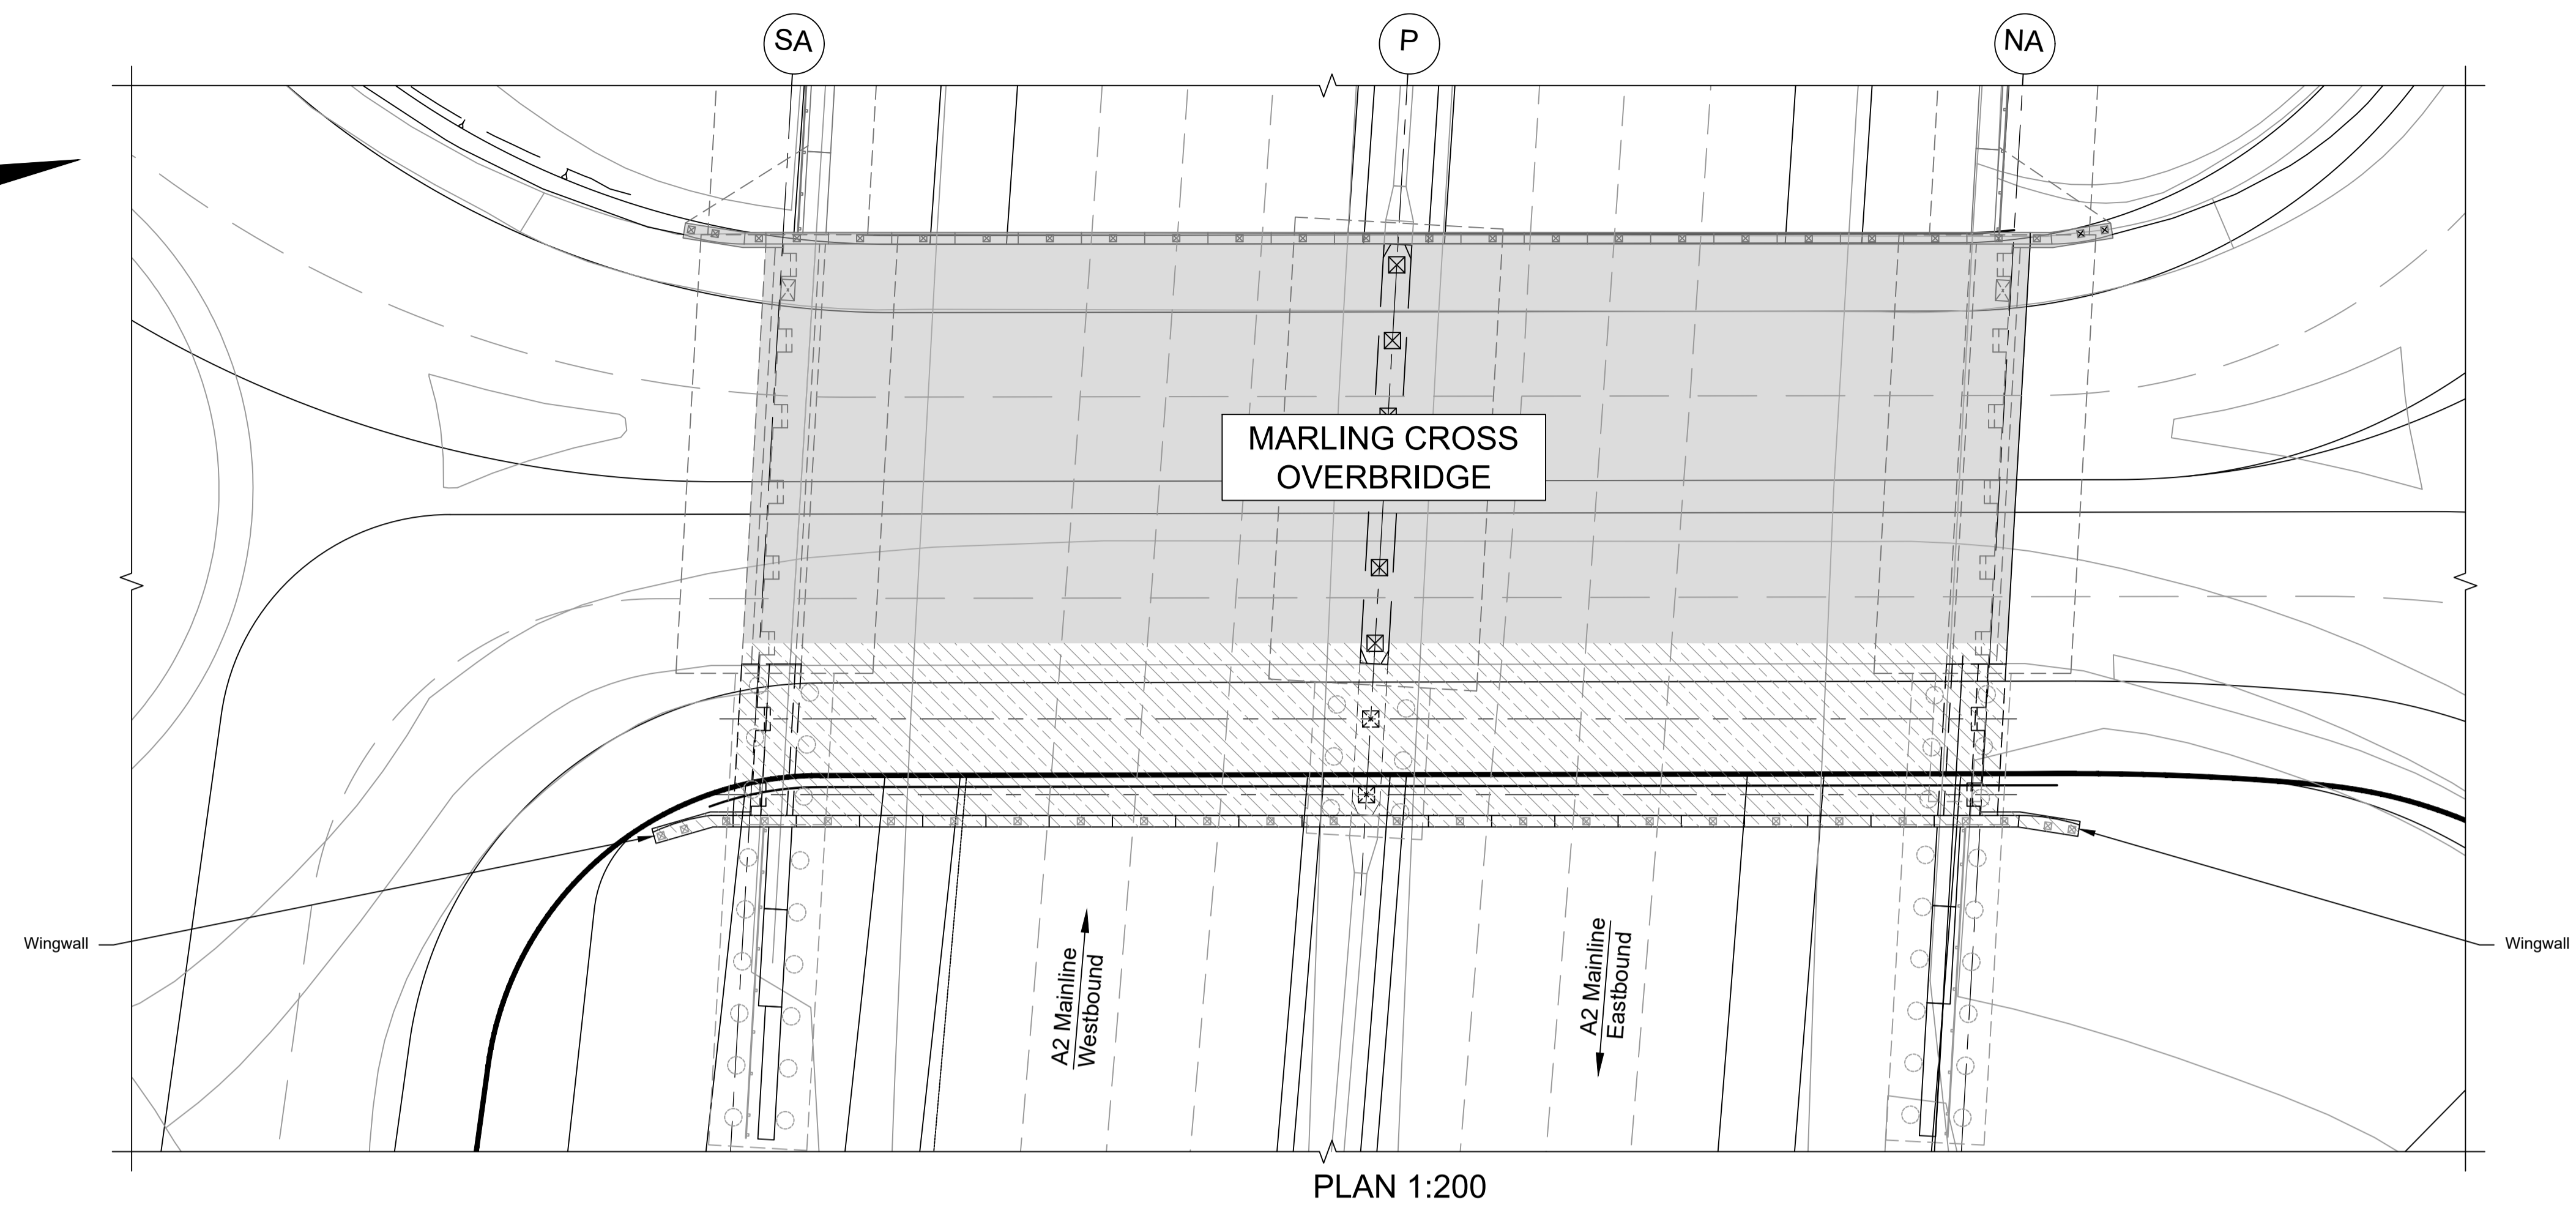 SA
P
NA
MARLING CROSS
OVERBRIDGE
Wingwall
A2 Mainline
Westbound
A2 Mainline
Eastbound
Wingwall
PLAN 1:200